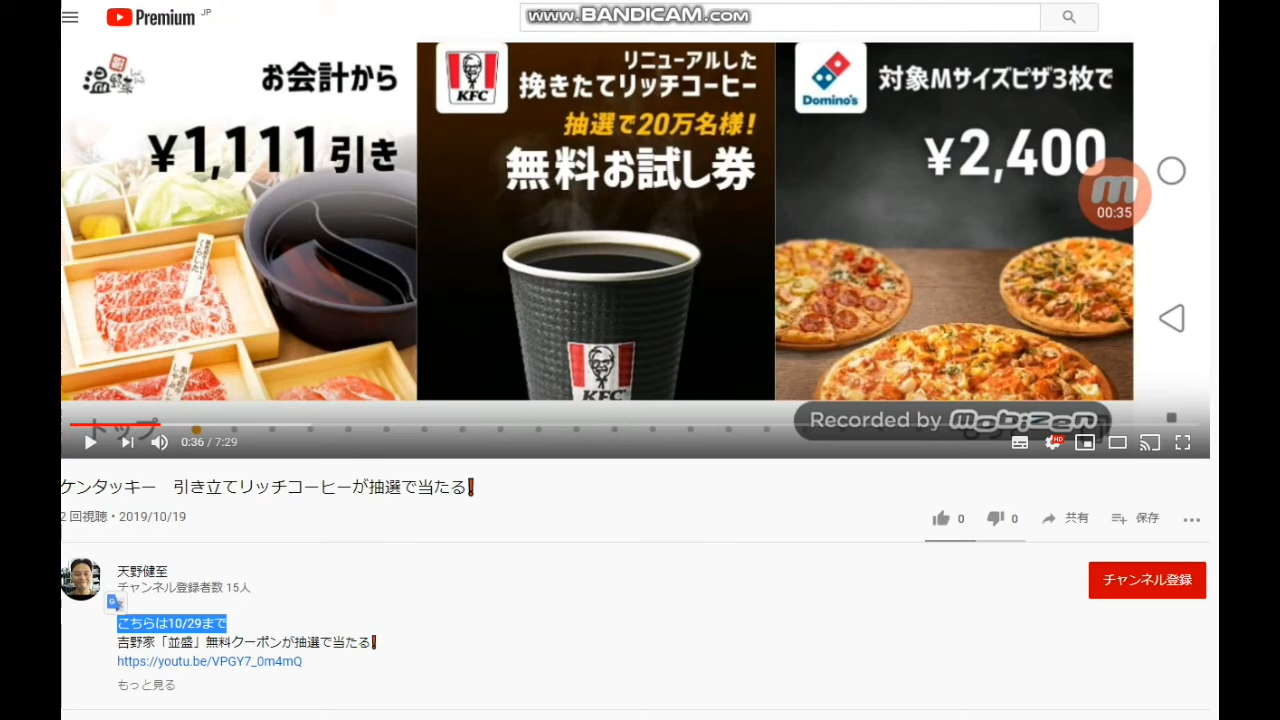 Premium JP
www.BANDICAM.com
温野菜
お会計から
¥1,111引き
KFC
リニューアルした
挽きたてリッチコーヒー
抽選で20万名様!
無料お試し券
KFC
Domino's
対象Mサイズピザ3枚で
¥2,400
00:35
トップ
Recorded by mobizen
0:36 / 7:29
HD
ケンタッキー 引き立てリッチコーヒーが抽選で当たる❗
2 回視聴・2019/10/19
0
0
共有
保存
天野健至
チャンネル登録者数 15人
チャンネル登録
こちらは10/29まで
吉野家「並盛」無料クーポンが抽選で当たる❗
https://youtu.be/VPGY7_0m4mQ
もっと見る